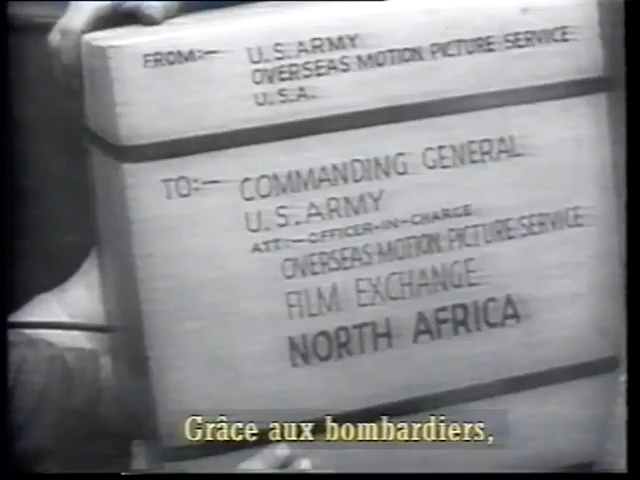 FROM:— U.S. ARMY
OVERSEAS MOTION PICTURE SERVICE
U.S.A.
TO:— COMMANDING GENERAL
U.S. ARMY
ATT:—OFFICER-IN-CHARGE
OVERSEAS MOTION PICTURE SERVICE
FILM EXCHANGE
NORTH AFRICA
Grâce aux bombardiers,